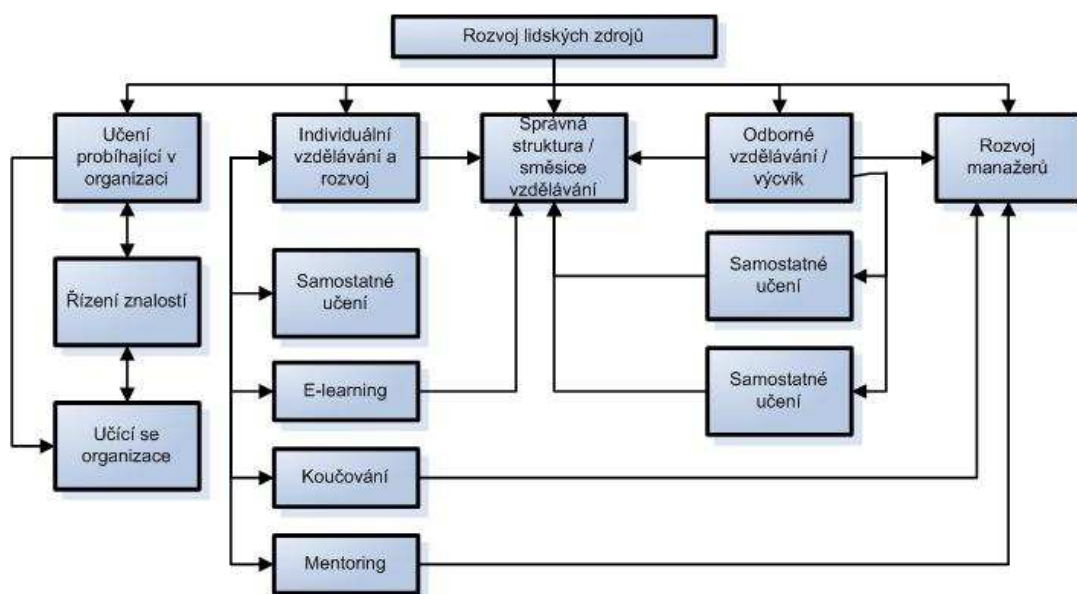 Rozvoj lidských zdrojů
Učení
probíhající v
organizaci
Individuální
vzdělávání a
rozvoj
Správná
struktura /
směsice
vzdělávání
Odborné
vzdělávání /
výcvik
Rozvoj
manažerů
Řízení znalostí
Samostatné
učení
Samostatné
učení
E-learning
Samostatné
učení
Učící se
organizace
Koučování
Mentoring